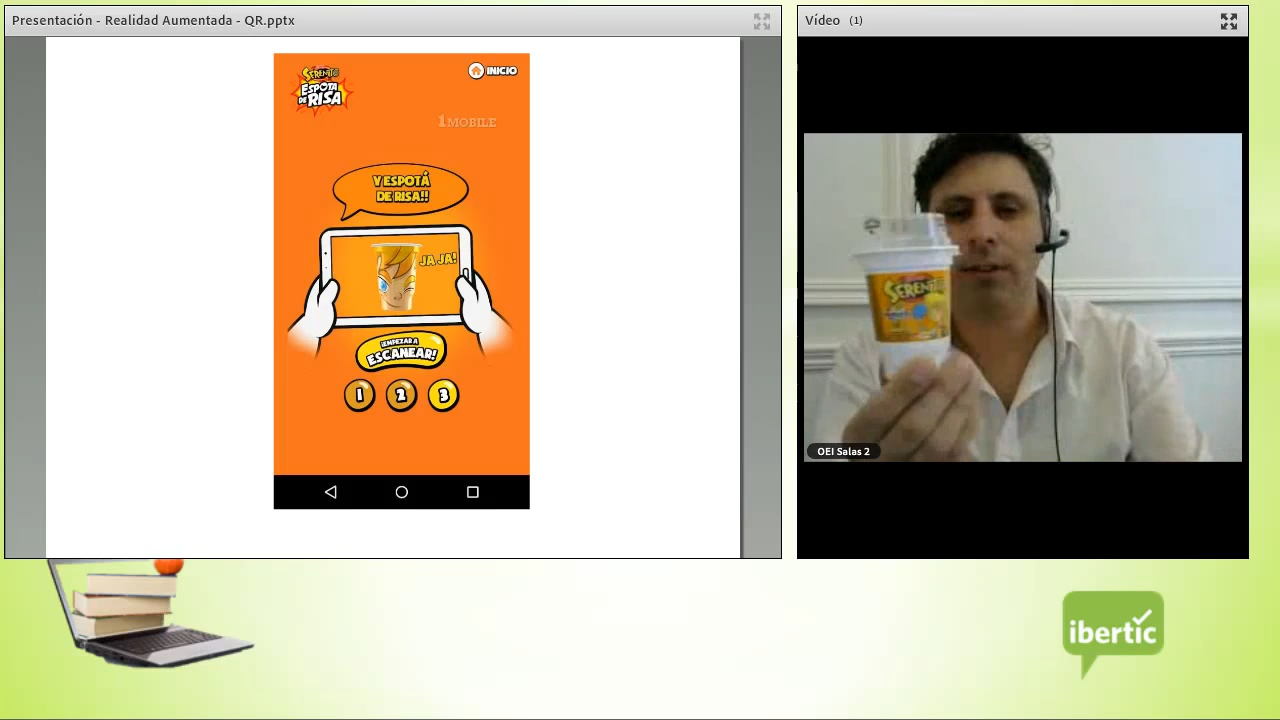 Presentación - Realidad Aumentada - QR.pptx
Vídeo (1)
SERENITO
ESPOTA
DE RISA
INICIO
1MOBILE
Y ESPOTÁ
DE RISA!!
JA JA!
¡EMPEZAR A
ESCANEAR!
1 2 3
SERENITO
OEI Salas 2
ibertic